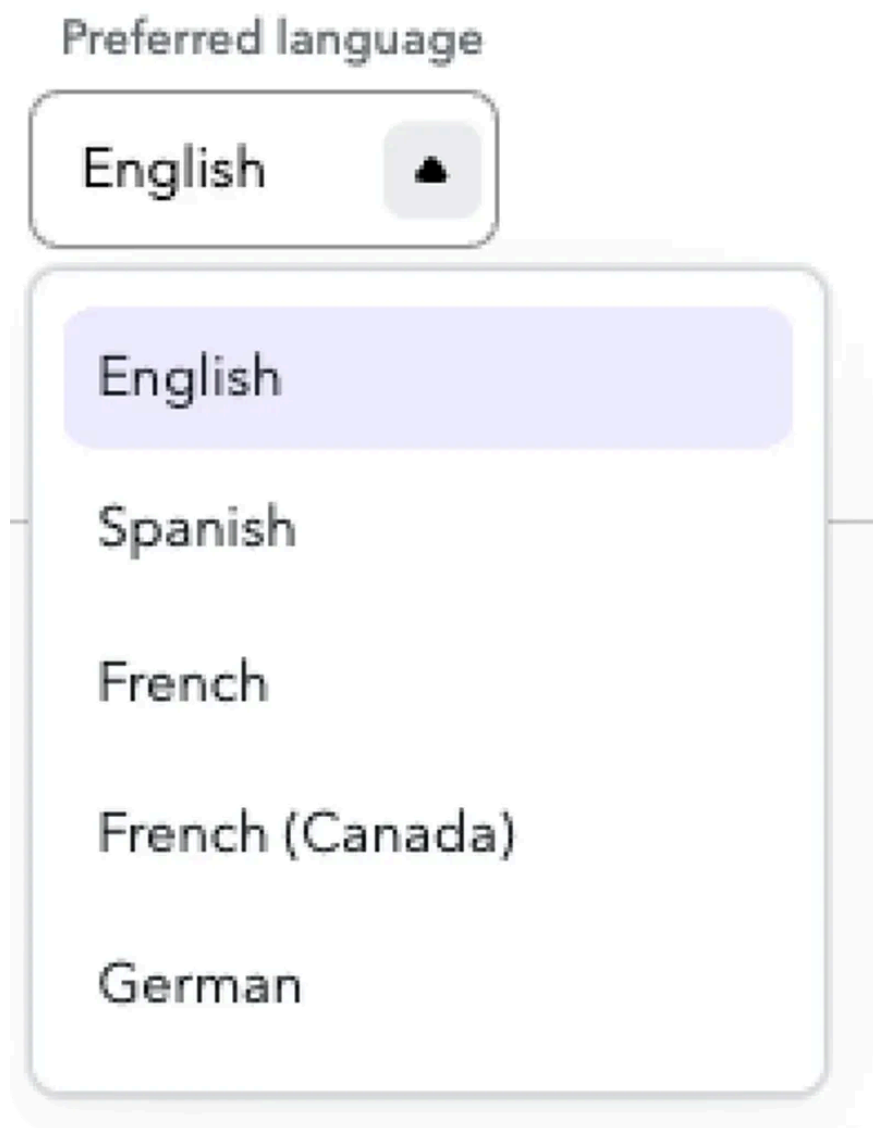 Preferred language
English
English
Spanish
French
French (Canada)
German